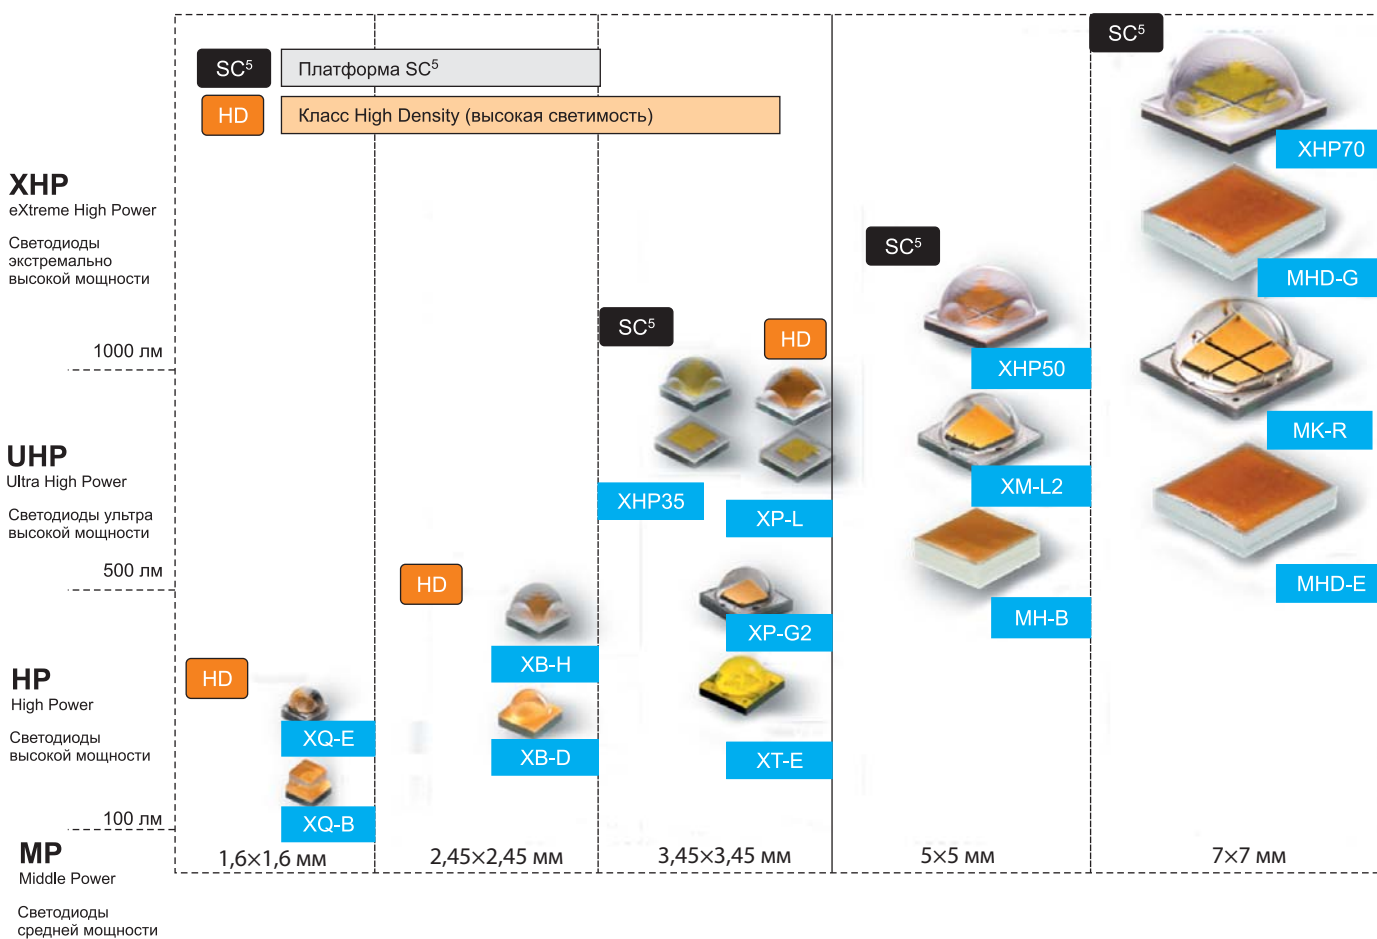 SC⁵
SC⁵
Платформа SC⁵
HD
Класс High Density (высокая светимость)
XHP70
XHP
eXtreme High Power
Светодиоды
экстремально
высокой мощности
SC⁵
MHD-G
SC⁵
HD
1000 лм
XHP50
MK-R
UHP
Ultra High Power
Светодиоды ультра
высокой мощности
XHP35
XP-L
XM-L2
500 лм
HD
MHD-E
MH-B
XP-G2
XB-H
HP
High Power
Светодиоды
высокой мощности
HD
XQ-E
XB-D
XT-E
100 лм
XQ-B
MP
Middle Power
Светодиоды
средней мощности
1,6×1,6 мм
2,45×2,45 мм
3,45×3,45 мм
5×5 мм
7×7 мм